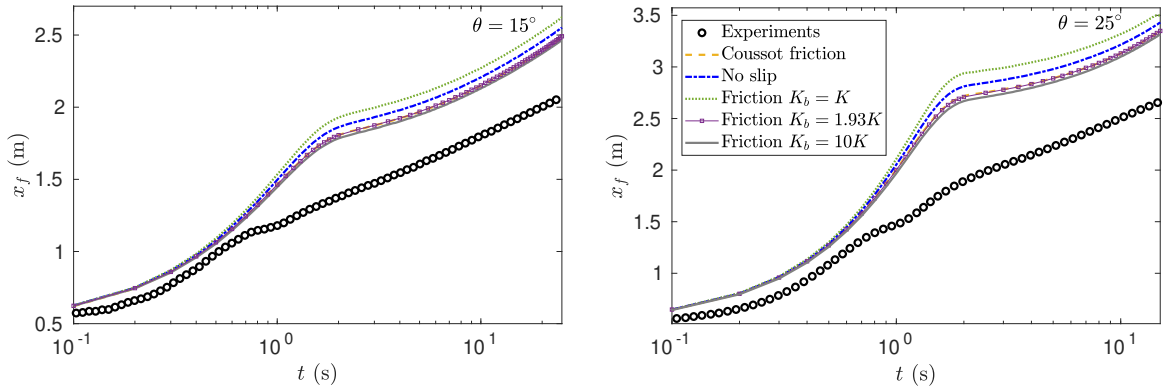 θ = 15°
2.5
2
1.5
1
0.5
x_f (m)
10^-1
10^0
10^1
t (s)
θ = 25°
3.5
3
2.5
2
1.5
1
x_f (m)
10^-1
10^0
10^1
t (s)
Experiments
Coussot friction
No slip
Friction K_b = K
Friction K_b = 1.93K
Friction K_b = 10K